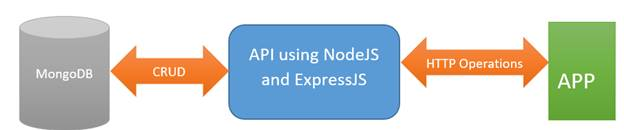 MongoDB
CRUD
API using NodeJS
and ExpressJS
HTTP Operations
APP